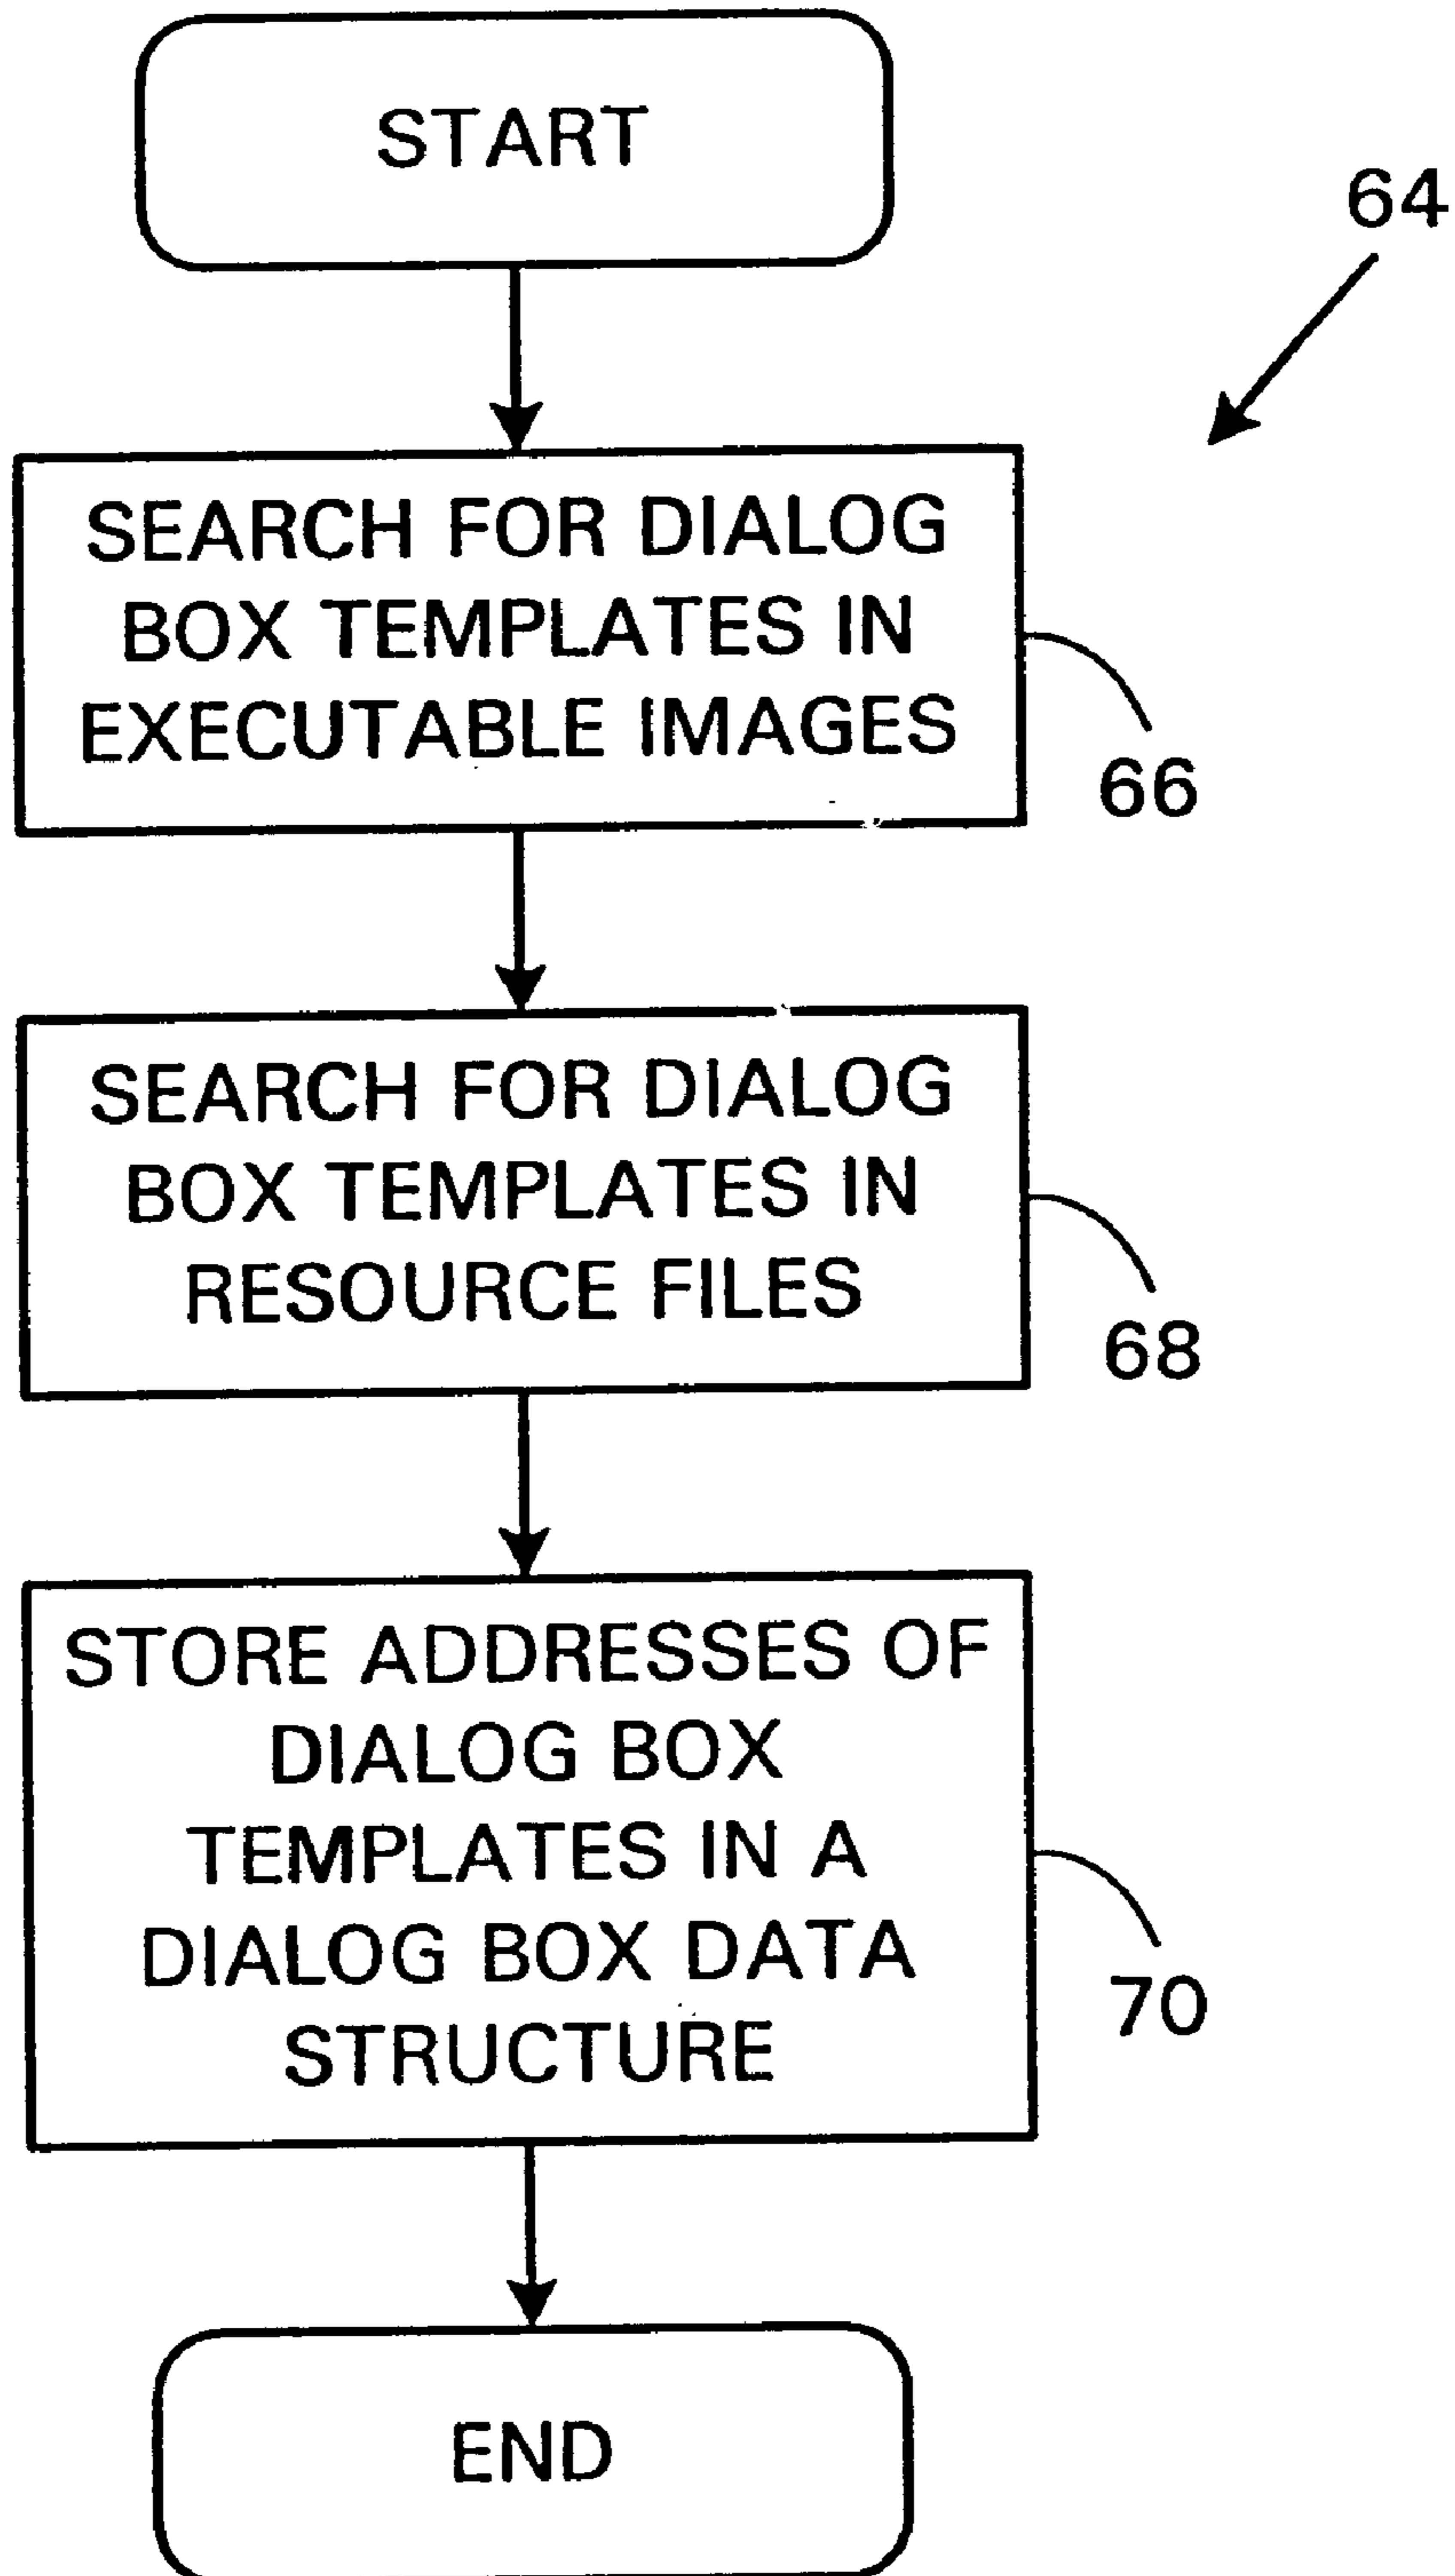 START
64
SEARCH FOR DIALOG
BOX TEMPLATES IN
EXECUTABLE IMAGES
66
SEARCH FOR DIALOG
BOX TEMPLATES IN
RESOURCE FILES
68
STORE ADDRESSES OF
DIALOG BOX
TEMPLATES IN A
DIALOG BOX DATA
STRUCTURE
70
END